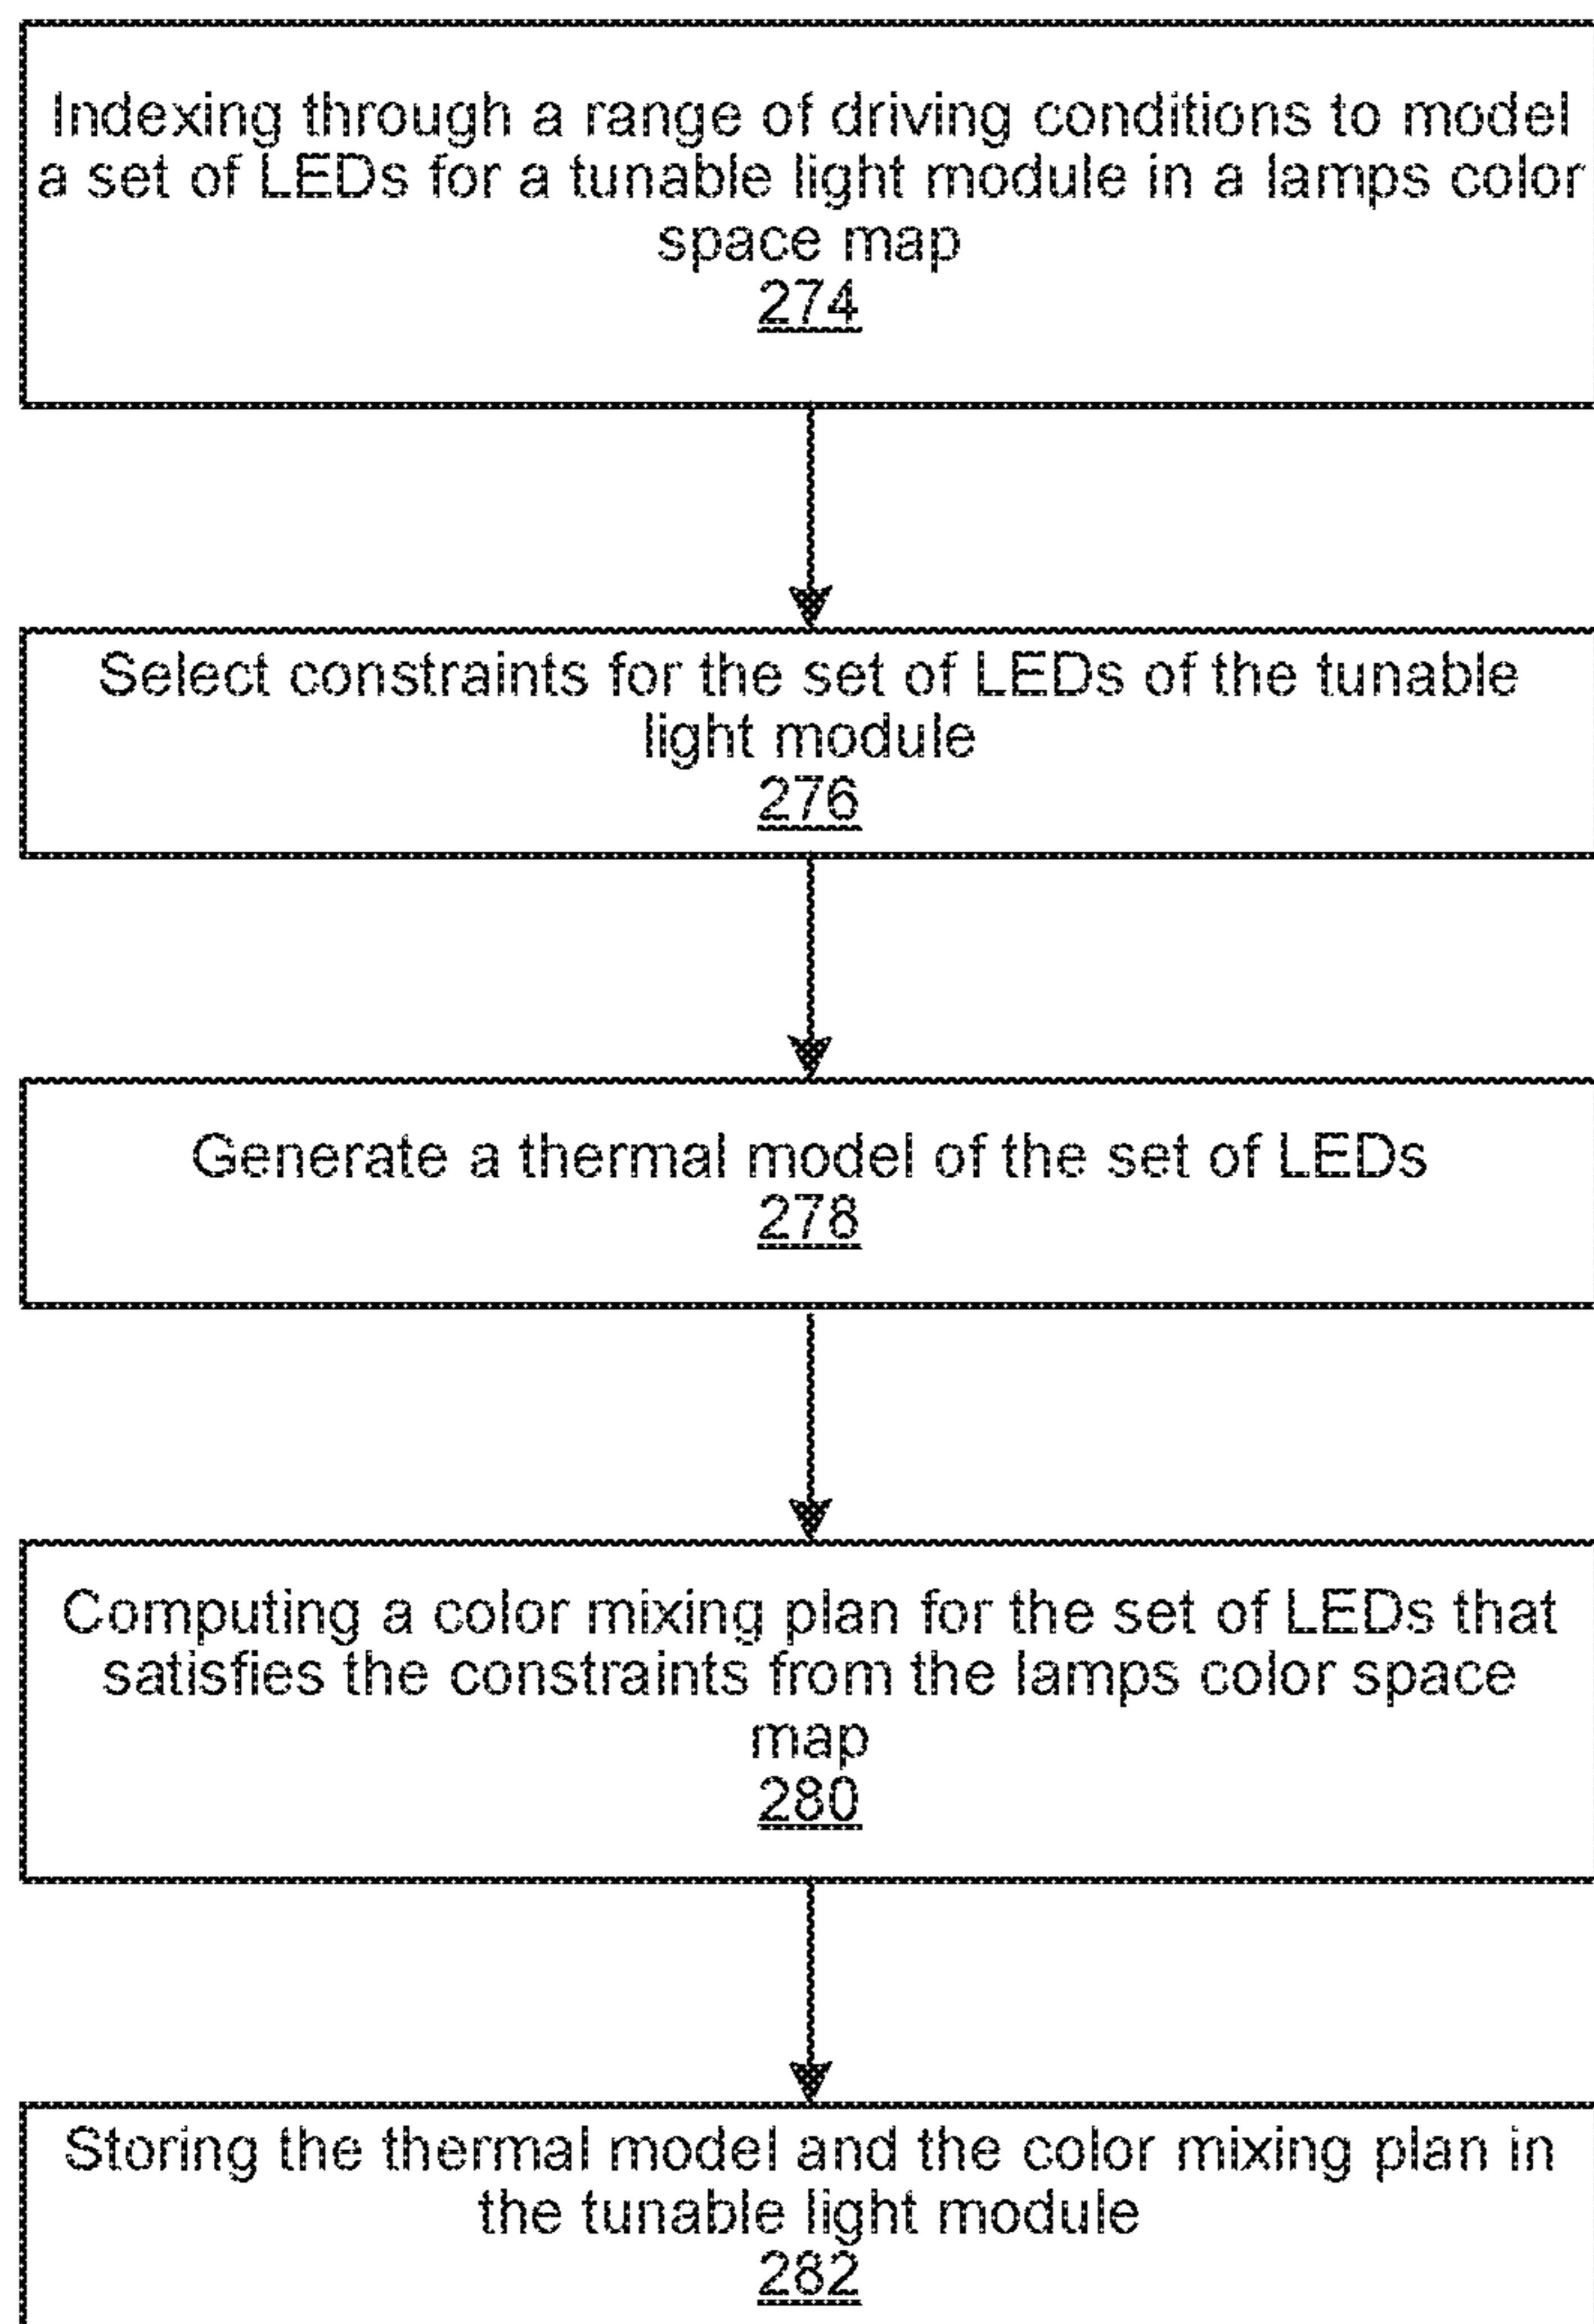 Indexing through a range of driving conditions to model
a set of LEDs for a tunable light module in a lamps color
space map
274
Select constraints for the set of LEDs of the tunable
light module
276
Generate a thermal model of the set of LEDs
278
Computing a color mixing plan for the set of LEDs that
satisfies the constraints from the lamps color space
map
280
Storing the thermal model and the color mixing plan in
the tunable light module
282